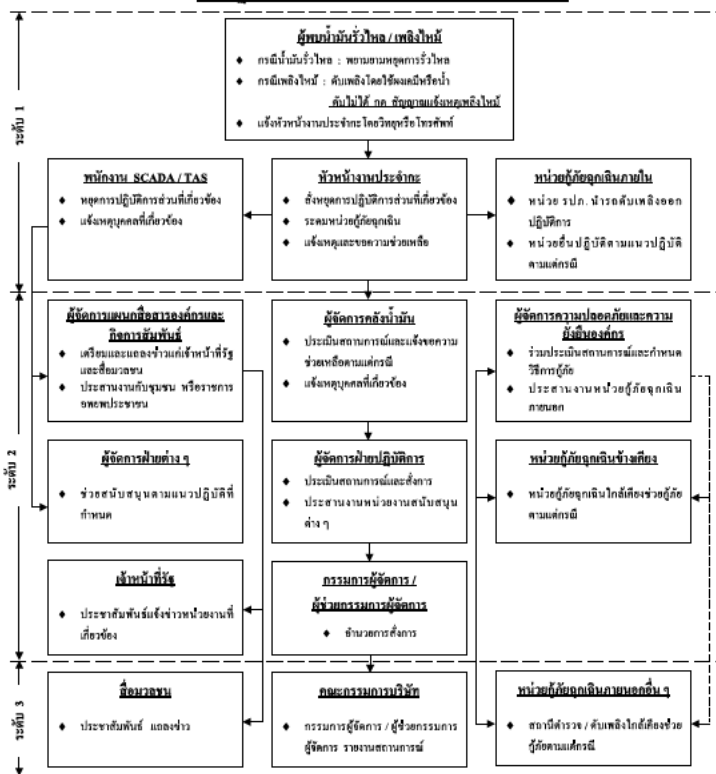 ผู้พบน้ำมันรั่วไหล / เพลิงไหม้
♦ กรณีน้ำมันรั่วไหล : พยายามหยุดการรั่วไหล
♦ กรณีเพลิงไหม้ : ดับเพลิงโดยใช้ผงเคมีหรือน้ำ
ดับไม่ได้ กด สัญญาณแจ้งเหตุเพลิงไหม้
♦ แจ้งหัวหน้างานประจำกะโดยวิทยุหรือโทรศัพท์
ระดับ 1
พนักงาน SCADA / TAS
♦ หยุดการปฏิบัติการส่วนที่เกี่ยวข้อง
♦ แจ้งเหตุบุคคลที่เกี่ยวข้อง
หัวหน้างานประจำกะ
♦ สั่งหยุดการปฏิบัติการส่วนที่เกี่ยวข้อง
♦ ระดมหน่วยกู้ภัยฉุกเฉิน
♦ แจ้งเหตุและขอความช่วยเหลือ
หน่วยกู้ภัยฉุกเฉินภายใน
♦ หน่วย รปภ. นำรถดับเพลิงออก
ปฏิบัติการ
♦ หน่วยอื่นปฏิบัติตามแนวปฏิบัติ
ตามแต่กรณี
ระดับ 2
ผู้จัดการแผนกสื่อสารองค์กรและ
กิจการสัมพันธ์
♦ เตรียมและแถลงข่าวแก่เจ้าหน้าที่รัฐ
และสื่อมวลชน
♦ ประสานงานกับชุมชน หรือราชการ
อพยพประชาชน
ผู้จัดการคลังน้ำมัน
♦ ประเมินสถานการณ์และแจ้งขอความ
ช่วยเหลือตามแต่กรณี
♦ แจ้งเหตุบุคคลที่เกี่ยวข้อง
ผู้จัดการความปลอดภัยและความ
ยั่งยืนองค์กร
♦ ร่วมประเมินสถานการณ์และกำหนด
วิธีการกู้ภัย
♦ ประสานงานหน่วยกู้ภัยฉุกเฉิน
ภายนอก
ผู้จัดการฝ่ายต่าง ๆ
♦ ช่วยสนับสนุนตามแนวปฏิบัติที่
กำหนด
ผู้จัดการฝ่ายปฏิบัติการ
♦ ประเมินสถานการณ์และสั่งการ
♦ ประสานงานหน่วยงานสนับสนุน
ต่าง ๆ
หน่วยกู้ภัยฉุกเฉินข้างเคียง
♦ หน่วยกู้ภัยฉุกเฉินใกล้เคียงช่วยกู้ภัย
ตามแต่กรณี
เจ้าหน้าที่รัฐ
♦ ประชาสัมพันธ์แจ้งข่าวหน่วยงานที่
เกี่ยวข้อง
กรรมการผู้จัดการ /
ผู้ช่วยกรรมการผู้จัดการ
♦ อำนวยการสั่งการ
ระดับ 3
สื่อมวลชน
♦ ประชาสัมพันธ์ แถลงข่าว
คณะกรรมการบริษัท
♦ กรรมการผู้จัดการ / ผู้ช่วยกรรมการ
ผู้จัดการ รายงานสถานการณ์
หน่วยกู้ภัยฉุกเฉินภายนอกอื่น ๆ
♦ สถานีตำรวจ / ดับเพลิงใกล้เคียงช่วย
กู้ภัยตามแต่กรณี